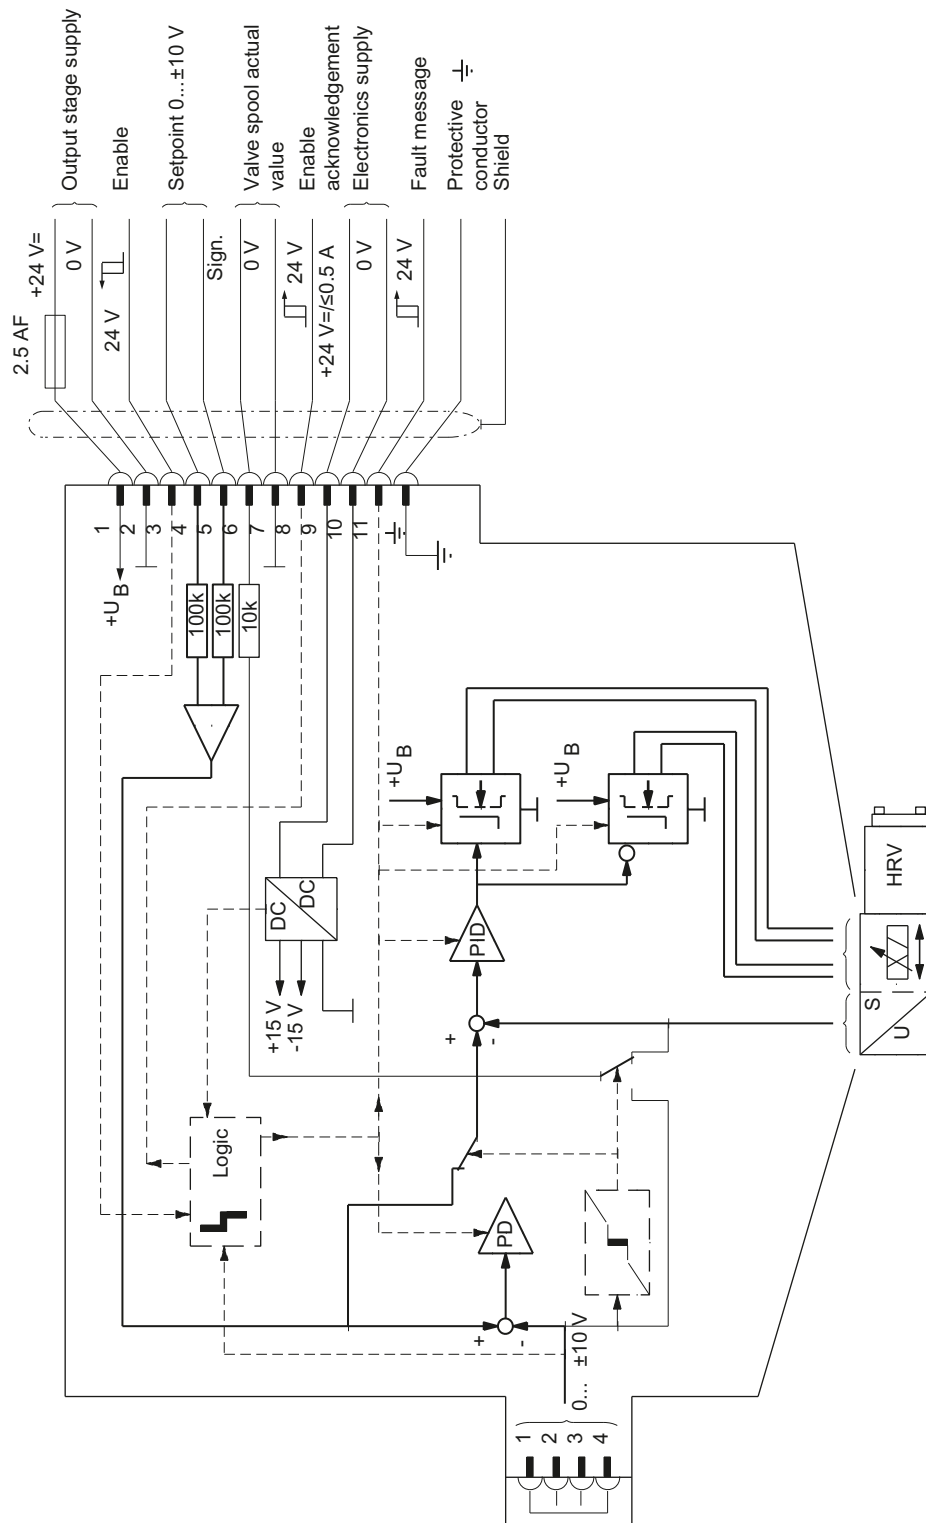 2.5 AF
+24 V=
Output stage supply
0 V
24 V
Enable
Setpoint 0...±10 V
Sign.
Valve spool actual
value
0 V
24 V
Enable
acknowledgement
+24 V=/≤0.5 A
Electronics supply
0 V
24 V
Fault message
Protective
conductor
Shield
1
2
3
4
5
6
7
8
9
10
11
+UB
100k
100k
10k
+UB
+UB
DC
DC
+15 V
-15 V
PID
+
-
Logic
PD
+
-
0... ±10 V
1
2
3
4
HRV
S
U